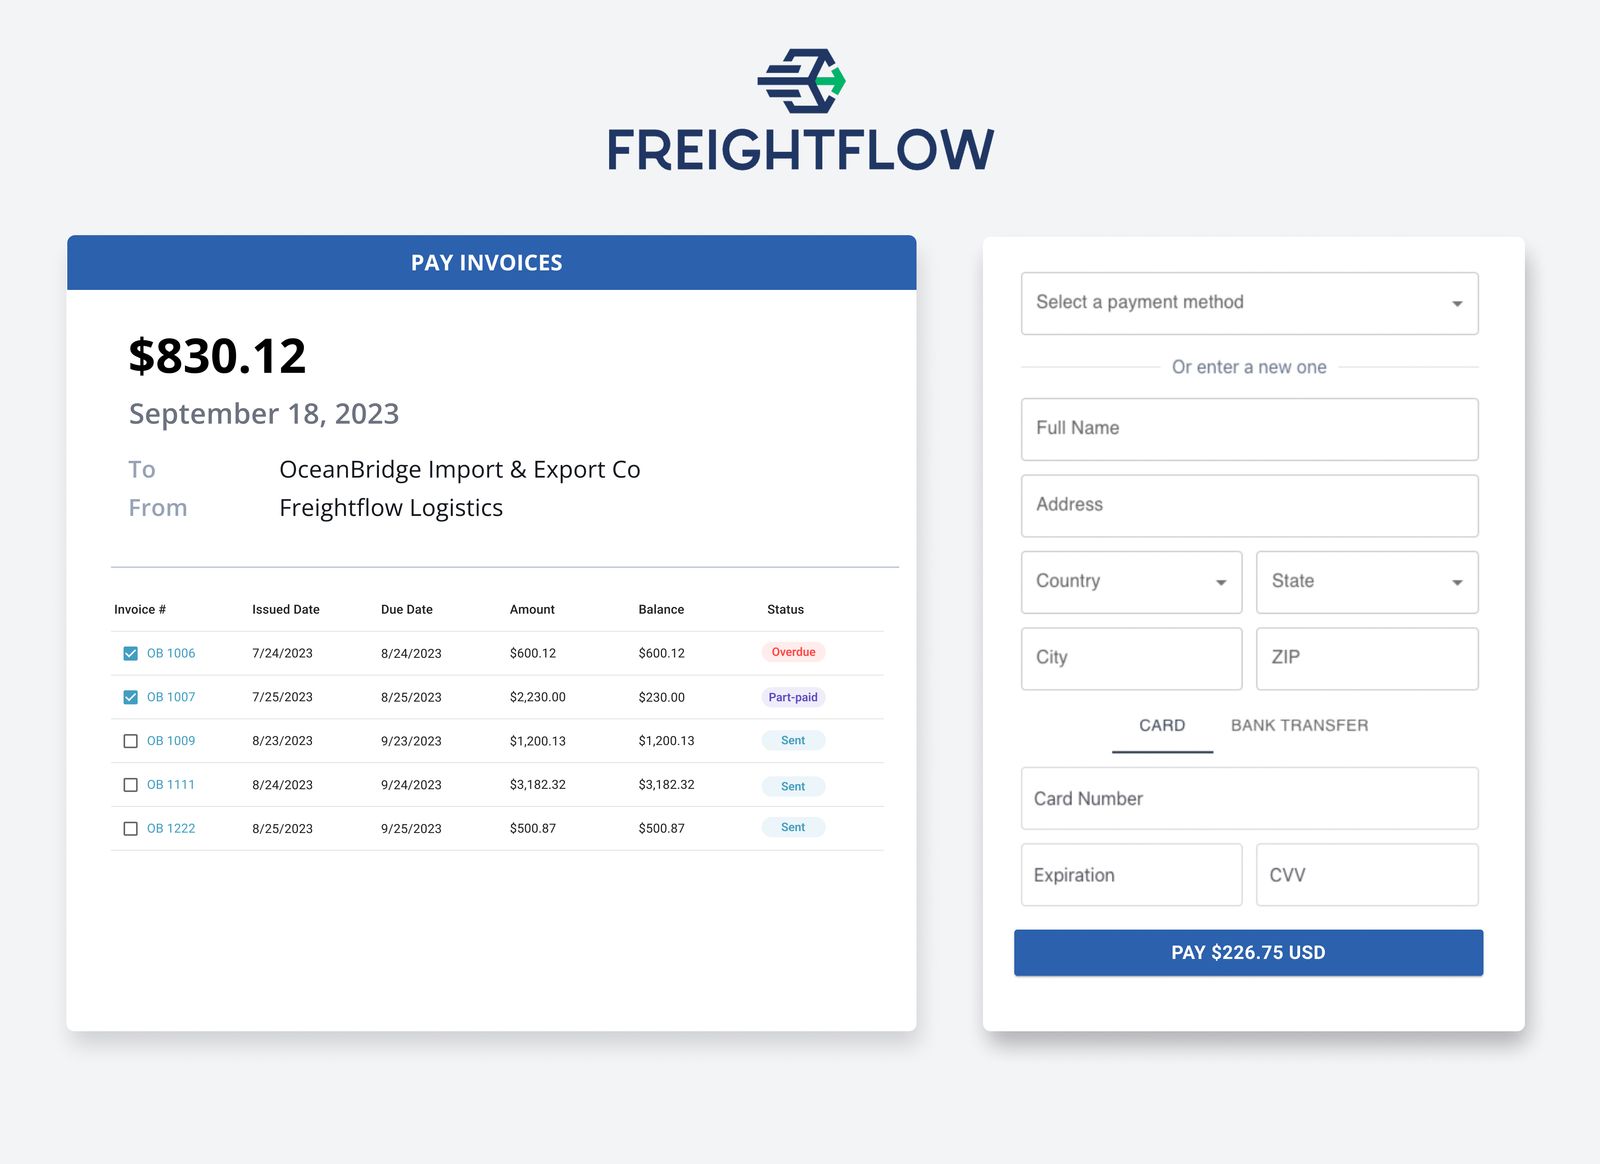 FREIGHTFLOW
PAY INVOICES
$830.12
September 18, 2023
To OceanBridge Import & Export Co
From Freightflow Logistics
Invoice # Issued Date Due Date Amount Balance Status
OB 1006 7/24/2023 8/24/2023 $600.12 $600.12 Overdue
OB 1007 7/25/2023 8/25/2023 $2,230.00 $230.00 Part-paid
OB 1009 8/23/2023 9/23/2023 $1,200.13 $1,200.13 Sent
OB 1111 8/24/2023 9/24/2023 $3,182.32 $3,182.32 Sent
OB 1222 8/25/2023 9/25/2023 $500.87 $500.87 Sent
Select a payment method
Or enter a new one
Full Name
Address
Country State
City ZIP
CARD BANK TRANSFER
Card Number
Expiration CVV
PAY $226.75 USD